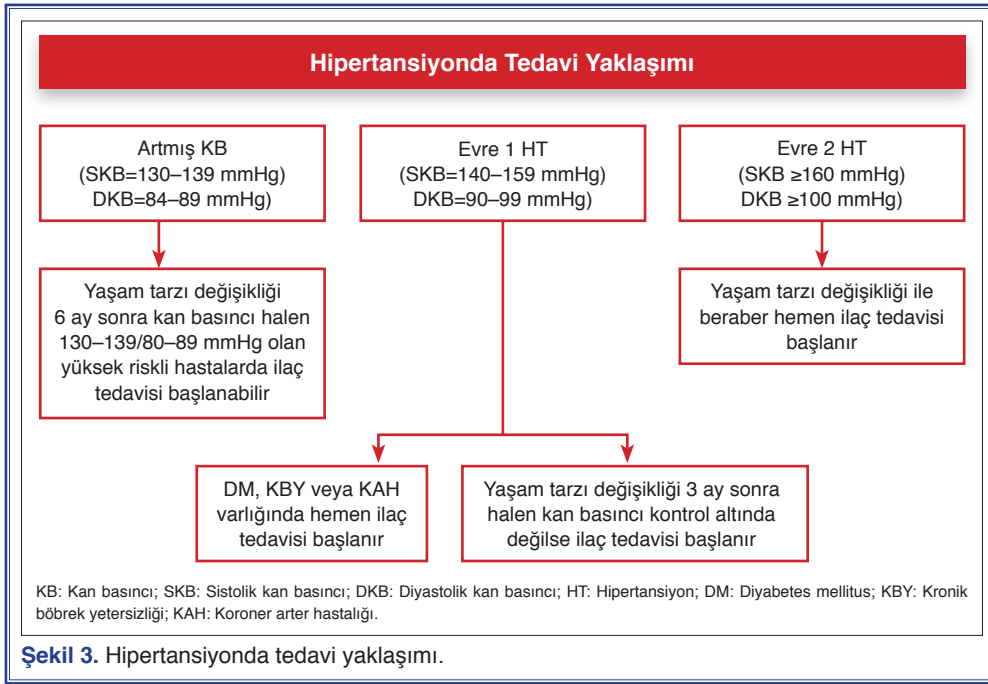 Hipertansiyonda Tedavi Yaklaşımı
Artmış KB
(SKB=130–139 mmHg)
DKB=84–89 mmHg)
Evre 1 HT
(SKB=140–159 mmHg)
DKB=90–99 mmHg)
Evre 2 HT
(SKB ≥160 mmHg)
DKB ≥100 mmHg)
Yaşam tarzı değişikliği
6 ay sonra kan basıncı halen
130–139/80–89 mmHg olan
yüksek riskli hastalarda ilaç
tedavisi başlanabilir
Yaşam tarzı değişikliği ile
beraber hemen ilaç tedavisi
başlanır
DM, KBY veya KAH
varlığında hemen ilaç
tedavisi başlanır
Yaşam tarzı değişikliği 3 ay sonra
halen kan basıncı kontrol altında
değilse ilaç tedavisi başlanır
KB: Kan basıncı; SKB: Sistolik kan basıncı; DKB: Diyastolik kan basıncı; HT: Hipertansiyon; DM: Diyabetes mellitus; KBY: Kronik
böbrek yetersizliği; KAH: Koroner arter hastalığı.
Şekil 3. Hipertansiyonda tedavi yaklaşımı.